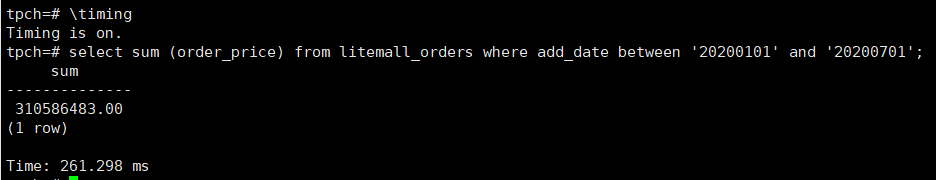 tpch=# \timing
Timing is on.
tpch=# select sum (order_price) from litemall_orders where add_date between '20200101' and '20200701';
     sum
--------------
 310586483.00
(1 row)

Time: 261.298 ms